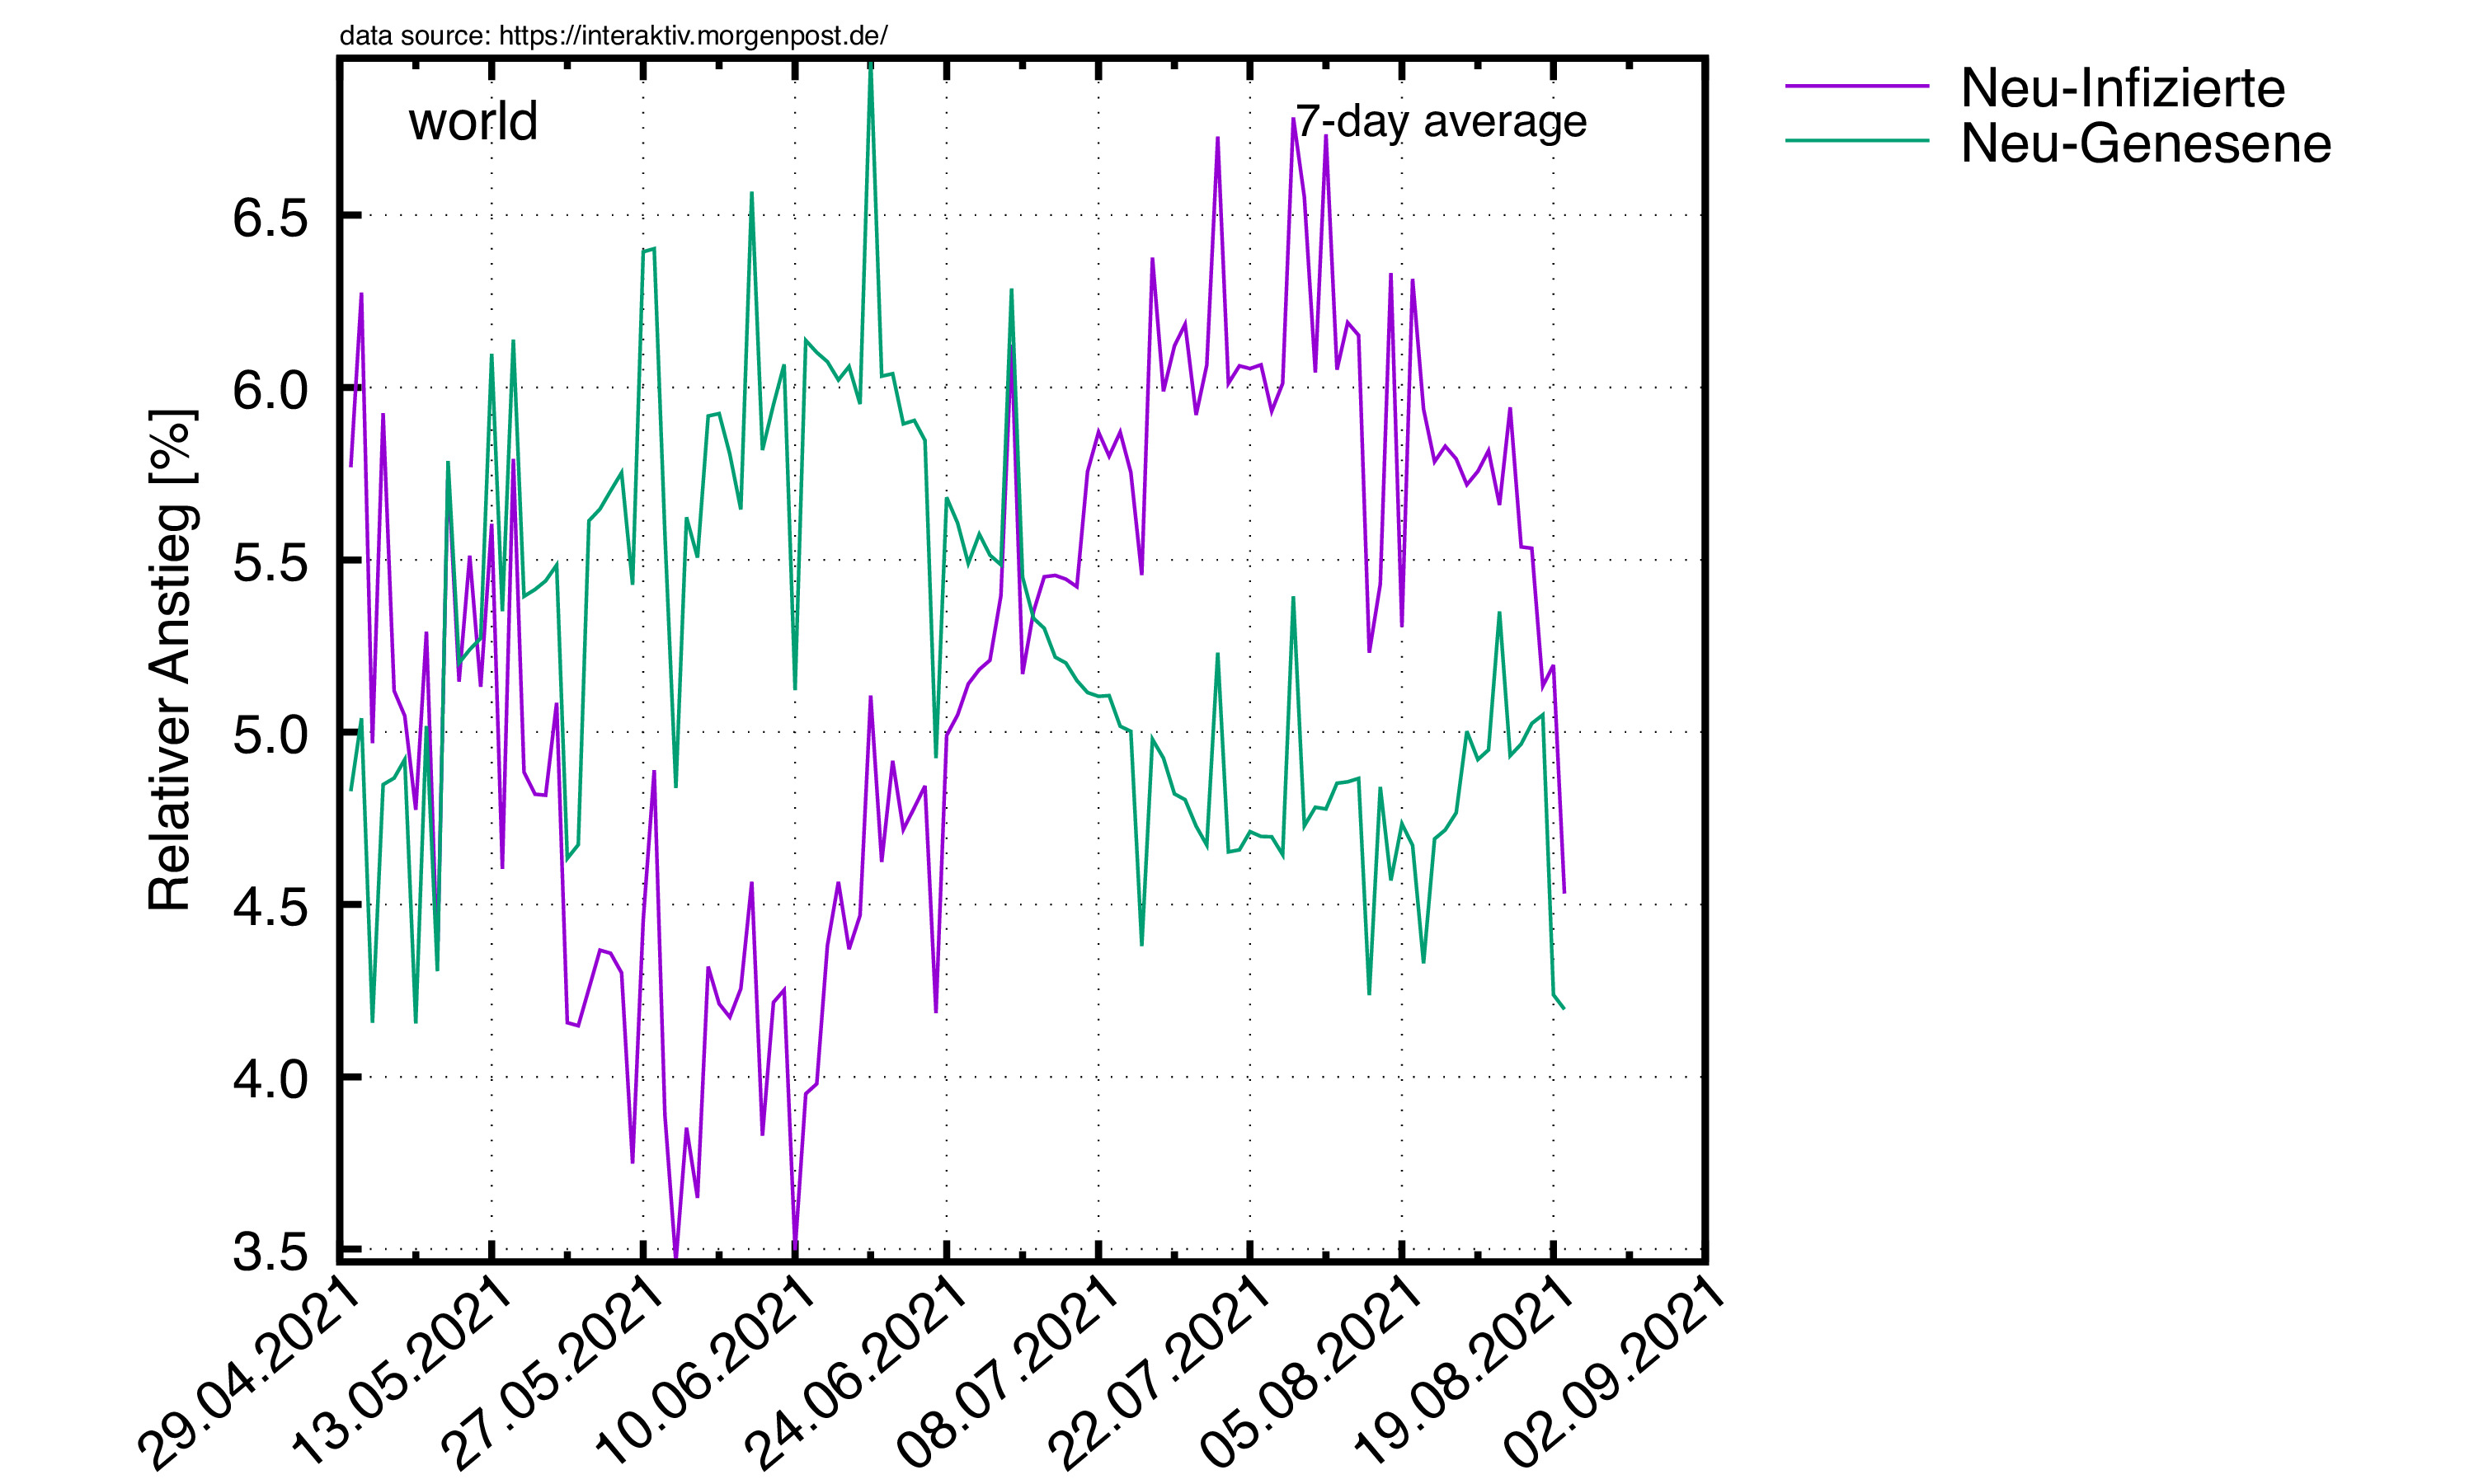 data source: https://interaktiv.morgenpost.de/
world
7-day average
Neu-Infizierte
Neu-Genesene
Relativer Anstieg [%]
6.5
6.0
5.5
5.0
4.5
4.0
3.5
29.04.2021
13.05.2021
27.05.2021
10.06.2021
24.06.2021
08.07.2021
22.07.2021
05.08.2021
19.08.2021
02.09.2021